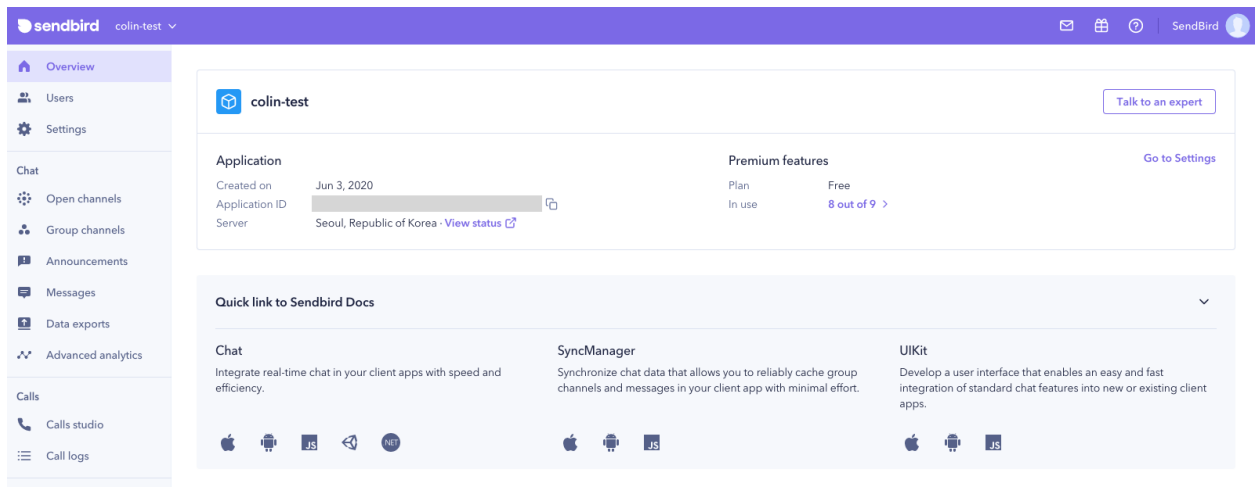 sendbird colin-test SendBird
Overview
Users
Settings
Chat
Open channels
Group channels
Announcements
Messages
Data exports
Advanced analytics
Calls
Calls studio
Call logs
colin-test
Talk to an expert
Application
Created on Jun 3, 2020
Application ID
Server Seoul, Republic of Korea · View status
Premium features
Go to Settings
Plan Free
In use 8 out of 9 >
Quick link to Sendbird Docs
Chat
Integrate real-time chat in your client apps with speed and
efficiency.
JS NET
SyncManager
Synchronize chat data that allows you to reliably cache group
channels and messages in your client app with minimal effort.
JS
UIKit
Develop a user interface that enables an easy and fast
integration of standard chat features into new or existing client
apps.
JS